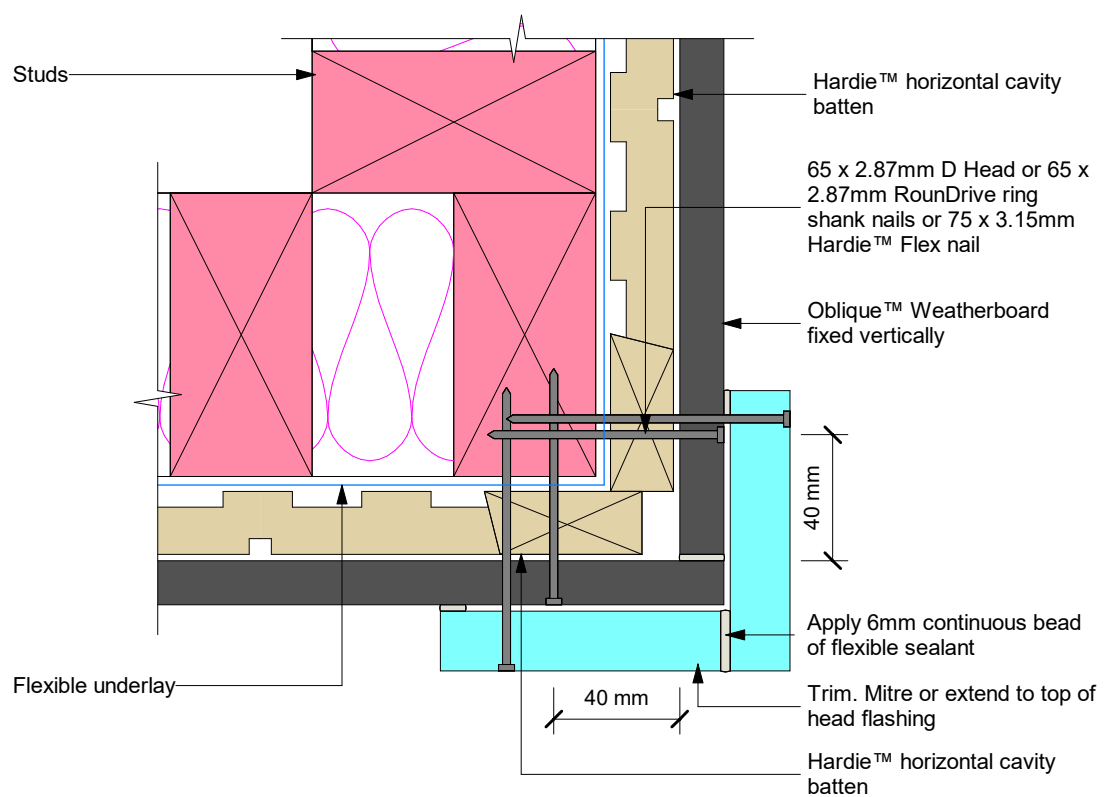 Studs
Hardie™ horizontal cavity
batten
65 x 2.87mm D Head or 65 x
2.87mm RounDrive ring
shank nails or 75 x 3.15mm
Hardie™ Flex nail
Oblique™ Weatherboard
fixed vertically
40 mm
Apply 6mm continuous bead
of flexible sealant
Flexible underlay
40 mm
Trim. Mitre or extend to top of
head flashing
Hardie™ horizontal cavity
batten